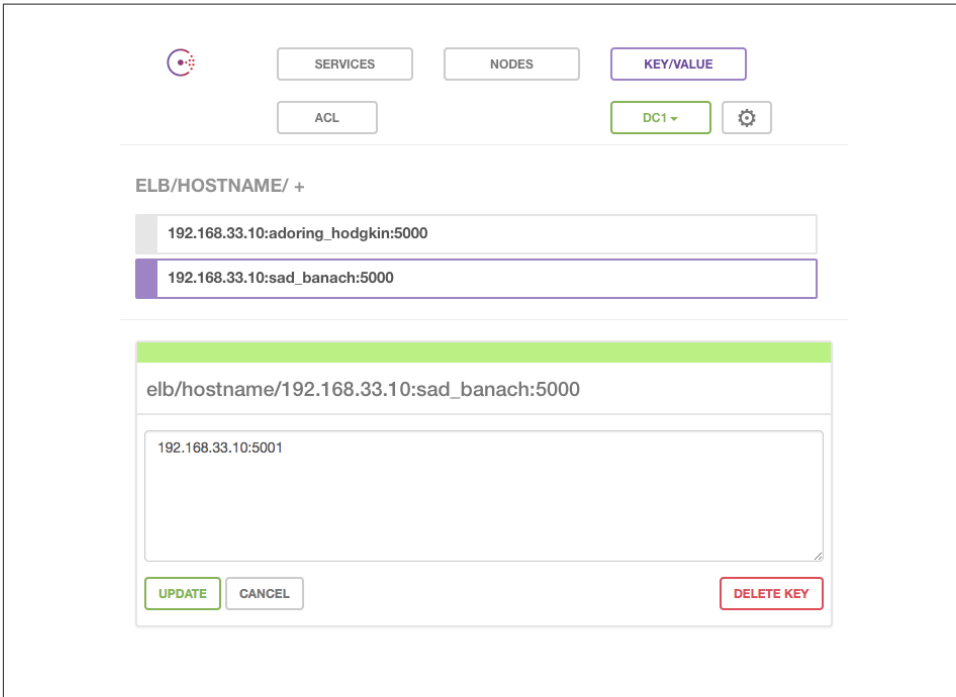 SERVICES NODES KEY/VALUE
ACL DC1
ELB/HOSTNAME/ +
192.168.33.10:adoring_hodgkin:5000
192.168.33.10:sad_banach:5000
elb/hostname/192.168.33.10:sad_banach:5000
192.168.33.10:5001
UPDATE CANCEL DELETE KEY